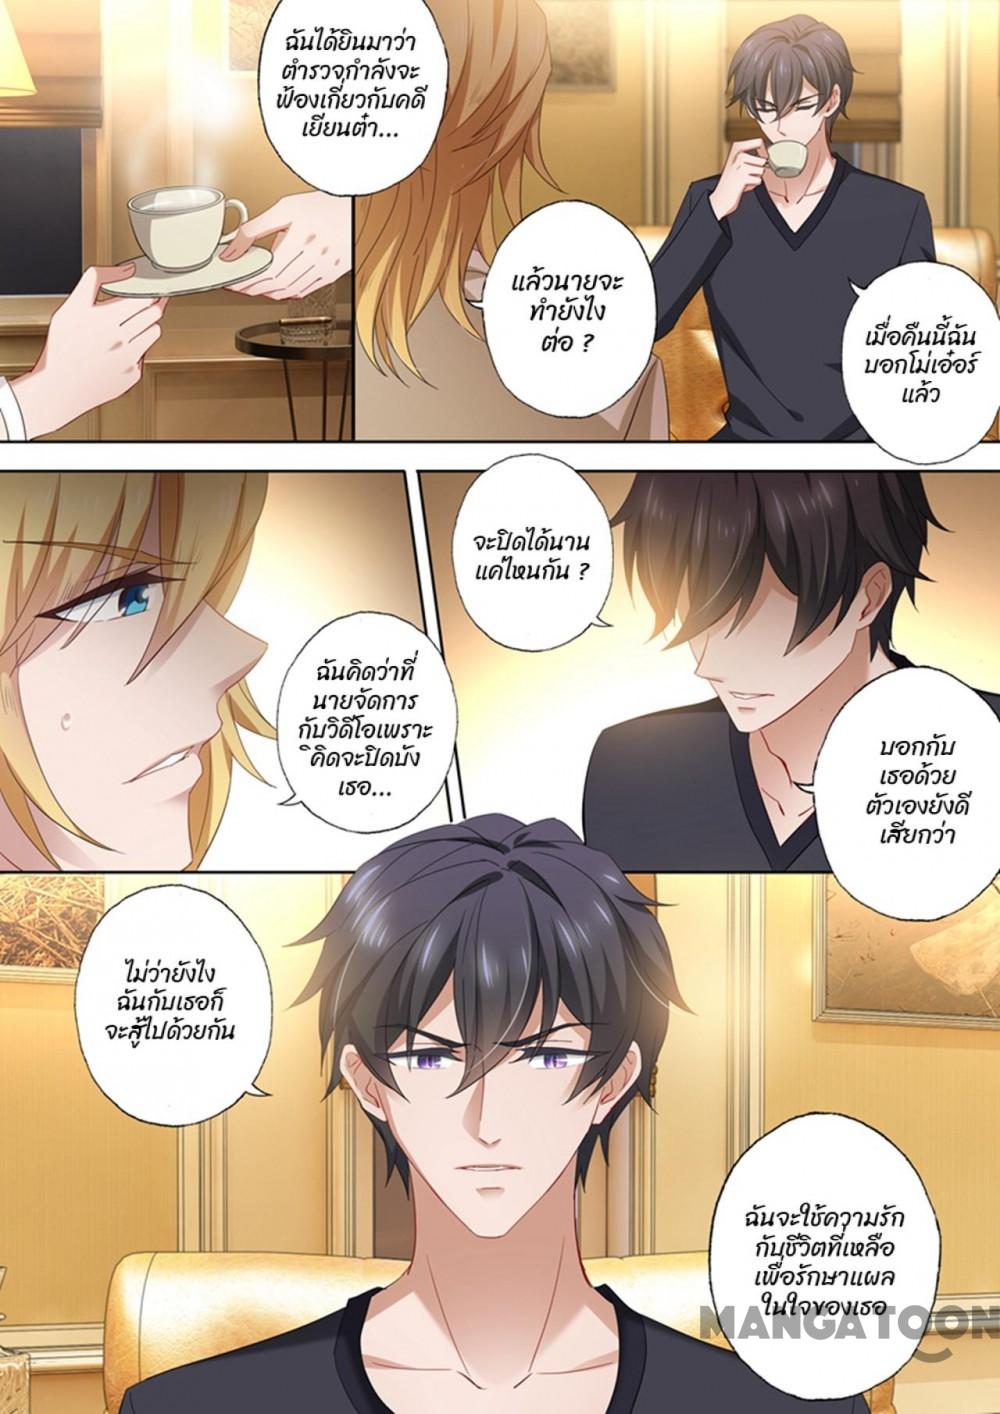 ฉันได้ยินมาว่า
ตำรวจกำลังจะ
ฟ้องเกี่ยวกับคดี
เยียนต๋า...
แล้วนายจะ
ทำยังไง
ต่อ ?
เมื่อคืนนี้ฉัน
บอกโม่เอ๋อร์
แล้ว
ฉันคิดว่าที่
นายจัดการ
กับวิดีโอเพราะ
คิดจะปิดบัง
เธอ...
จะปิดได้นาน
แค่ไหนกัน ?
บอกกับ
เธอด้วย
ตัวเองยังดี
เสียกว่า
ไม่ว่ายังไง
ฉันกับเธอก็
จะสู้ไปด้วยกัน
ฉันจะใช้ความรัก
กับชีวิตที่เหลือ
เพื่อรักษาแผล
ในใจของเธอ
MANGATOON